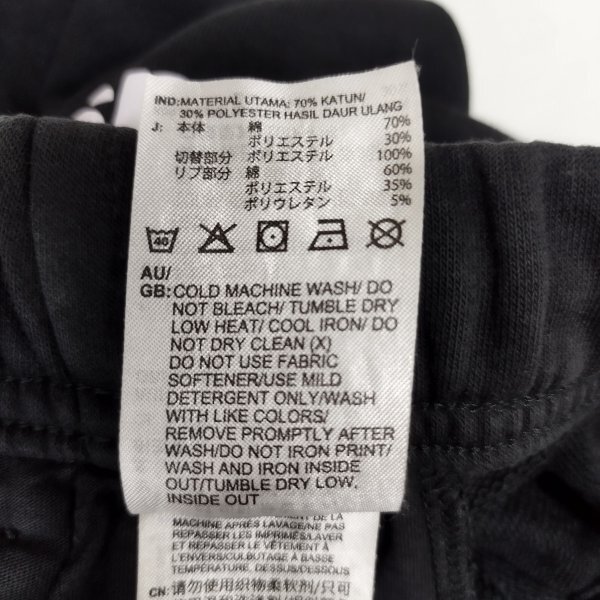 IND: MATERIAL UTAMA: 70% KATUN/
30% POLYESTER HASIL DAUR ULANG
J: 本体 綿 70%
ポリエステル 30%
切替部分 ポリエステル 100%
リブ部分 綿 60%
ポリエステル 35%
ポリウレタン 5%
40
AU/
GB: COLD MACHINE WASH/ DO
NOT BLEACH/ TUMBLE DRY
LOW HEAT/ COOL IRON/ DO
NOT DRY CLEAN (X)
DO NOT USE FABRIC
SOFTENER/USE MILD
DETERGENT ONLY/WASH
WITH LIKE COLORS/
REMOVE PROMPTLY AFTER
WASH/DO NOT IRON PRINT/
WASH AND IRON INSIDE
OUT/TUMBLE DRY LOW,
INSIDE OUT
MACHINE APRÈS LAVAGE/NE PAS
REPASSER LES IMPRIMÉS/LAVER
ET REPASSER À L'ENVERS/
CULBUTAGE À BASSE
TEMPÉRATURE, DESSUS/DESSOUS
CN: 请勿使用织物柔软剂/只可